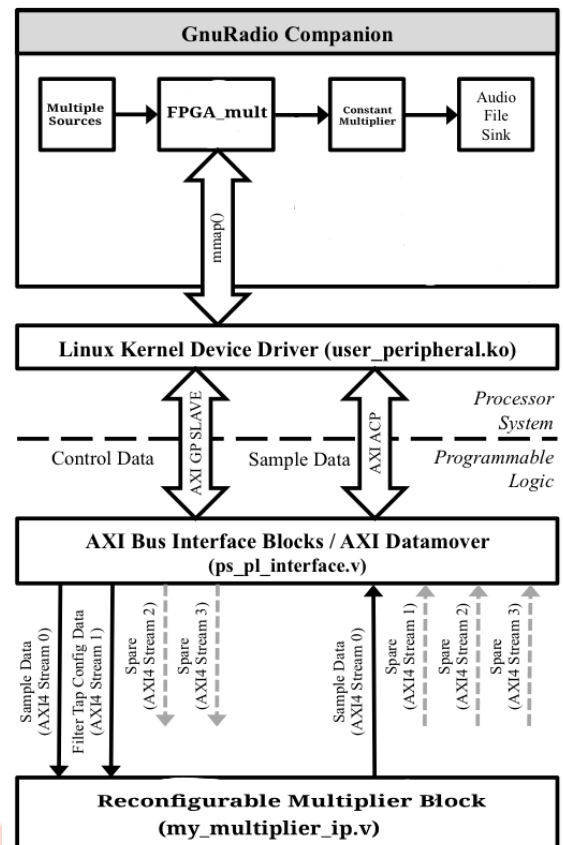 GnuRadio Companion
Multiple
Sources
FPGA_mult
Constant
Multiplier
Audio
File
Sink
mmap()
Linux Kernel Device Driver (user_peripheral.ko)
AXI GP SLAVE
AXI ACP
Processor
System
Control Data
Sample Data
Programmable
Logic
AXI Bus Interface Blocks / AXI Datamover
(ps_pl_interface.v)
Sample Data
(AXI4 Stream 0)
Filter Tap Config Data
(AXI4 Stream 1)
Spare
(AXI4 Stream 2)
Spare
(AXI4 Stream 3)
Sample Data
(AXI4 Stream 0)
Spare
(AXI4 Stream 1)
Spare
(AXI4 Stream 2)
Spare
(AXI4 Stream 3)
Reconfigurable Multiplier Block
(my_multiplier_ip.v)